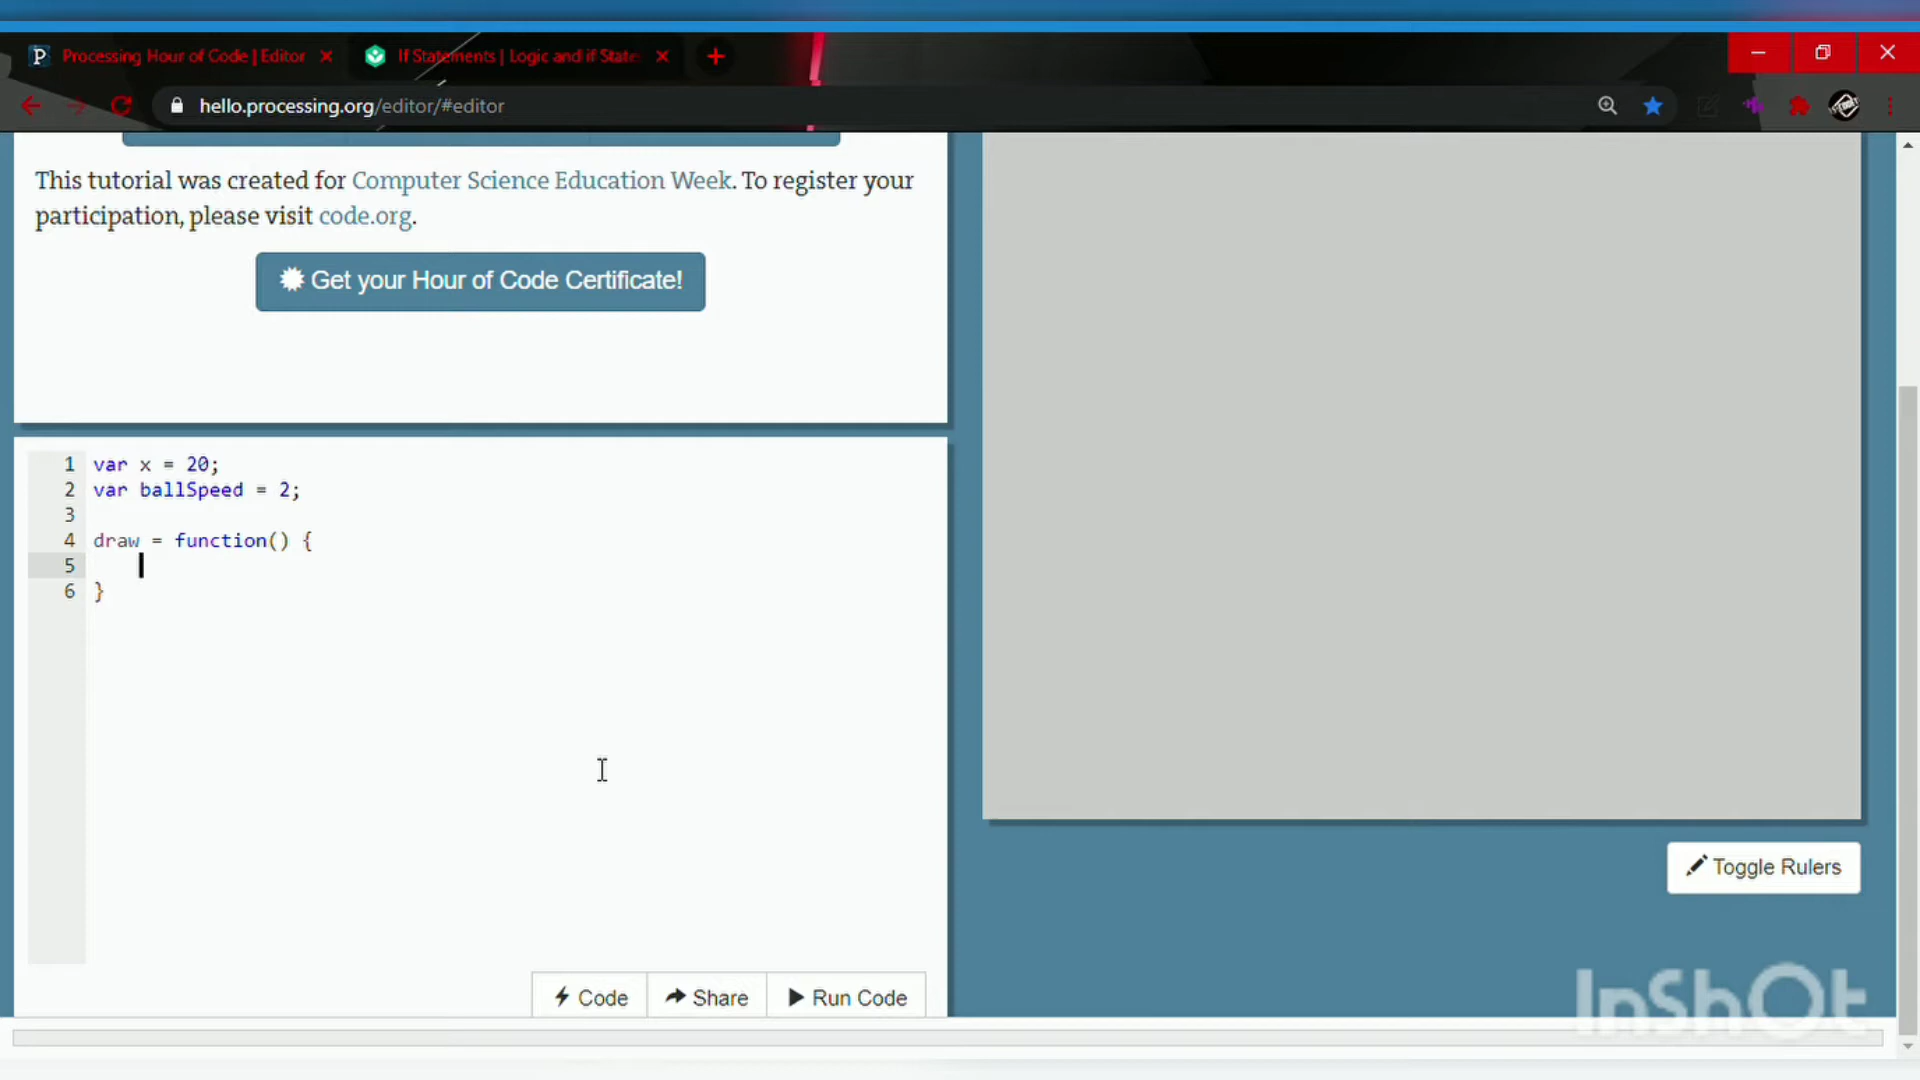 Processing Hour of Code | Editor
If Statements | Logic and if State
hello.processing.org/editor/#editor
This tutorial was created for Computer Science Education Week. To register your
participation, please visit code.org.
Get your Hour of Code Certificate!
1 var x = 20;
2 var ballSpeed = 2;
3
4 draw = function() {
5
6 }
Toggle Rulers
Code
Share
Run Code
InShOt